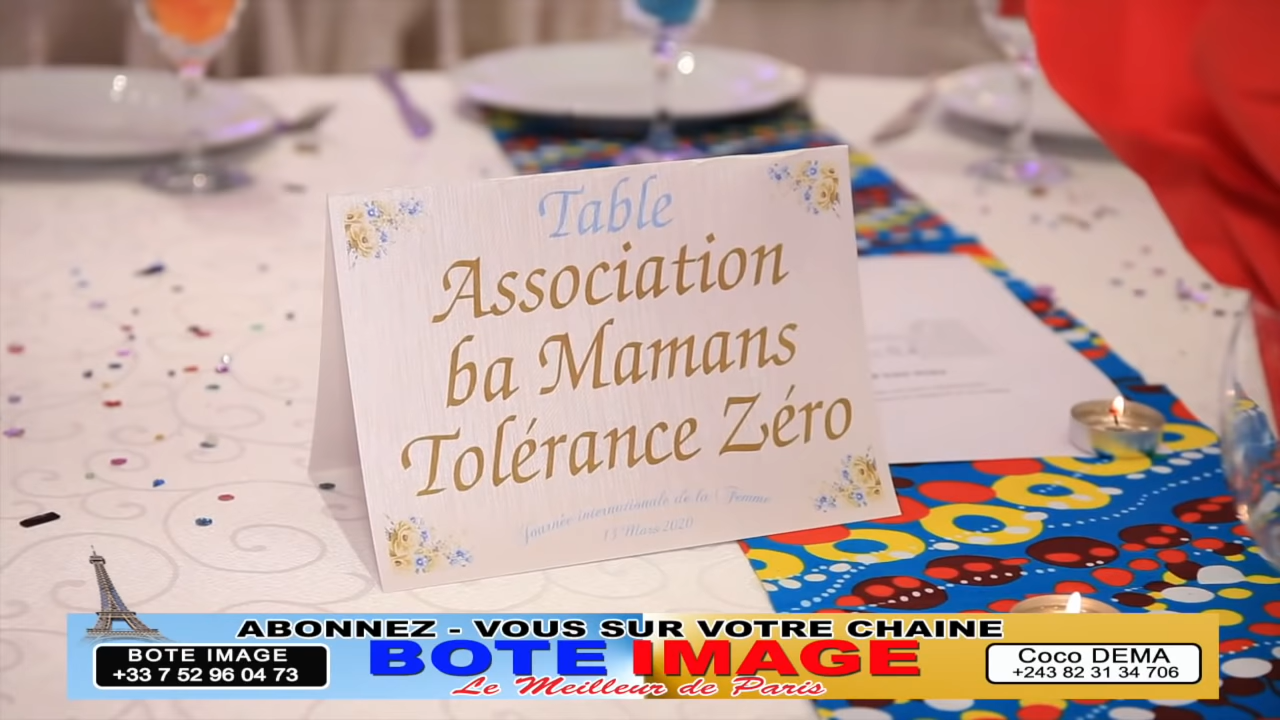 Table
Association
ba Mamans
Tolérance Zéro
Journée internationale de la Femme
13 Mars 2020
ABONNEZ - VOUS SUR VOTRE CHAINE
BOTE IMAGE
+33 7 52 96 04 73
BOTE IMAGE
Le Meilleur de Paris
Coco DEMA
+243 82 31 34 706